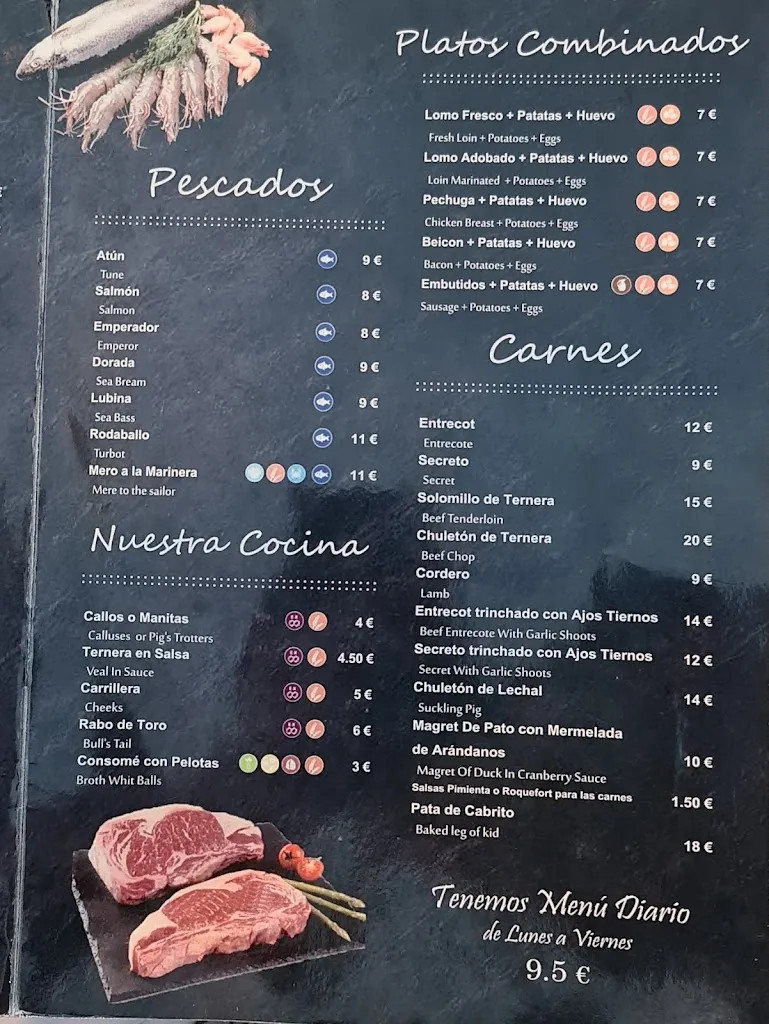 Pescados
Atún 9 €
Tune
Salmón 8 €
Salmon
Emperador 8 €
Emperor
Dorada 9 €
Sea Bream
Lubina 9 €
Sea Bass
Rodaballo 11 €
Turbot
Mero a la Marinera 11 €
Mere to the sailor
Nuestra Cocina
Callos o Manitas 4 €
Calluses or Pig's Trotters
Ternera en Salsa 4.50 €
Veal In Sauce
Carrillera 5 €
Cheeks
Rabo de Toro 6 €
Bull's Tail
Consomé con Pelotas 3 €
Broth Whit Balls
Platos Combinados
Lomo Fresco + Patatas + Huevo 7 €
Fresh Loin + Potatoes + Eggs
Lomo Adobado + Patatas + Huevo 7 €
Loin Marinated + Potatoes + Eggs
Pechuga + Patatas + Huevo 7 €
Chicken Breast + Potatoes + Eggs
Beicon + Patatas + Huevo 7 €
Bacon + Potatoes + Eggs
Embutidos + Patatas + Huevo 7 €
Sausage + Potatoes + Eggs
Carnes
Entrecot 12 €
Entrecote
Secreto 9 €
Secret
Solomillo de Ternera 15 €
Beef Tenderloin
Chuletón de Ternera 20 €
Beef Chop
Cordero 9 €
Lamb
Entrecot trinchado con Ajos Tiernos 14 €
Beef Entrecote With Garlic Shoots
Secreto trinchado con Ajos Tiernos 12 €
Secret With Garlic Shoots
Chuletón de Lechal 14 €
Suckling Pig
Magret De Pato con Mermelada
de Arándanos 10 €
Magret Of Duck In Cranberry Sauce
Salsas Pimienta o Roquefort para las carnes 1.50 €
Pata de Cabrito
Baked leg of kid 18 €
Tenemos Menú Diario
de Lunes a Viernes
9.5 €